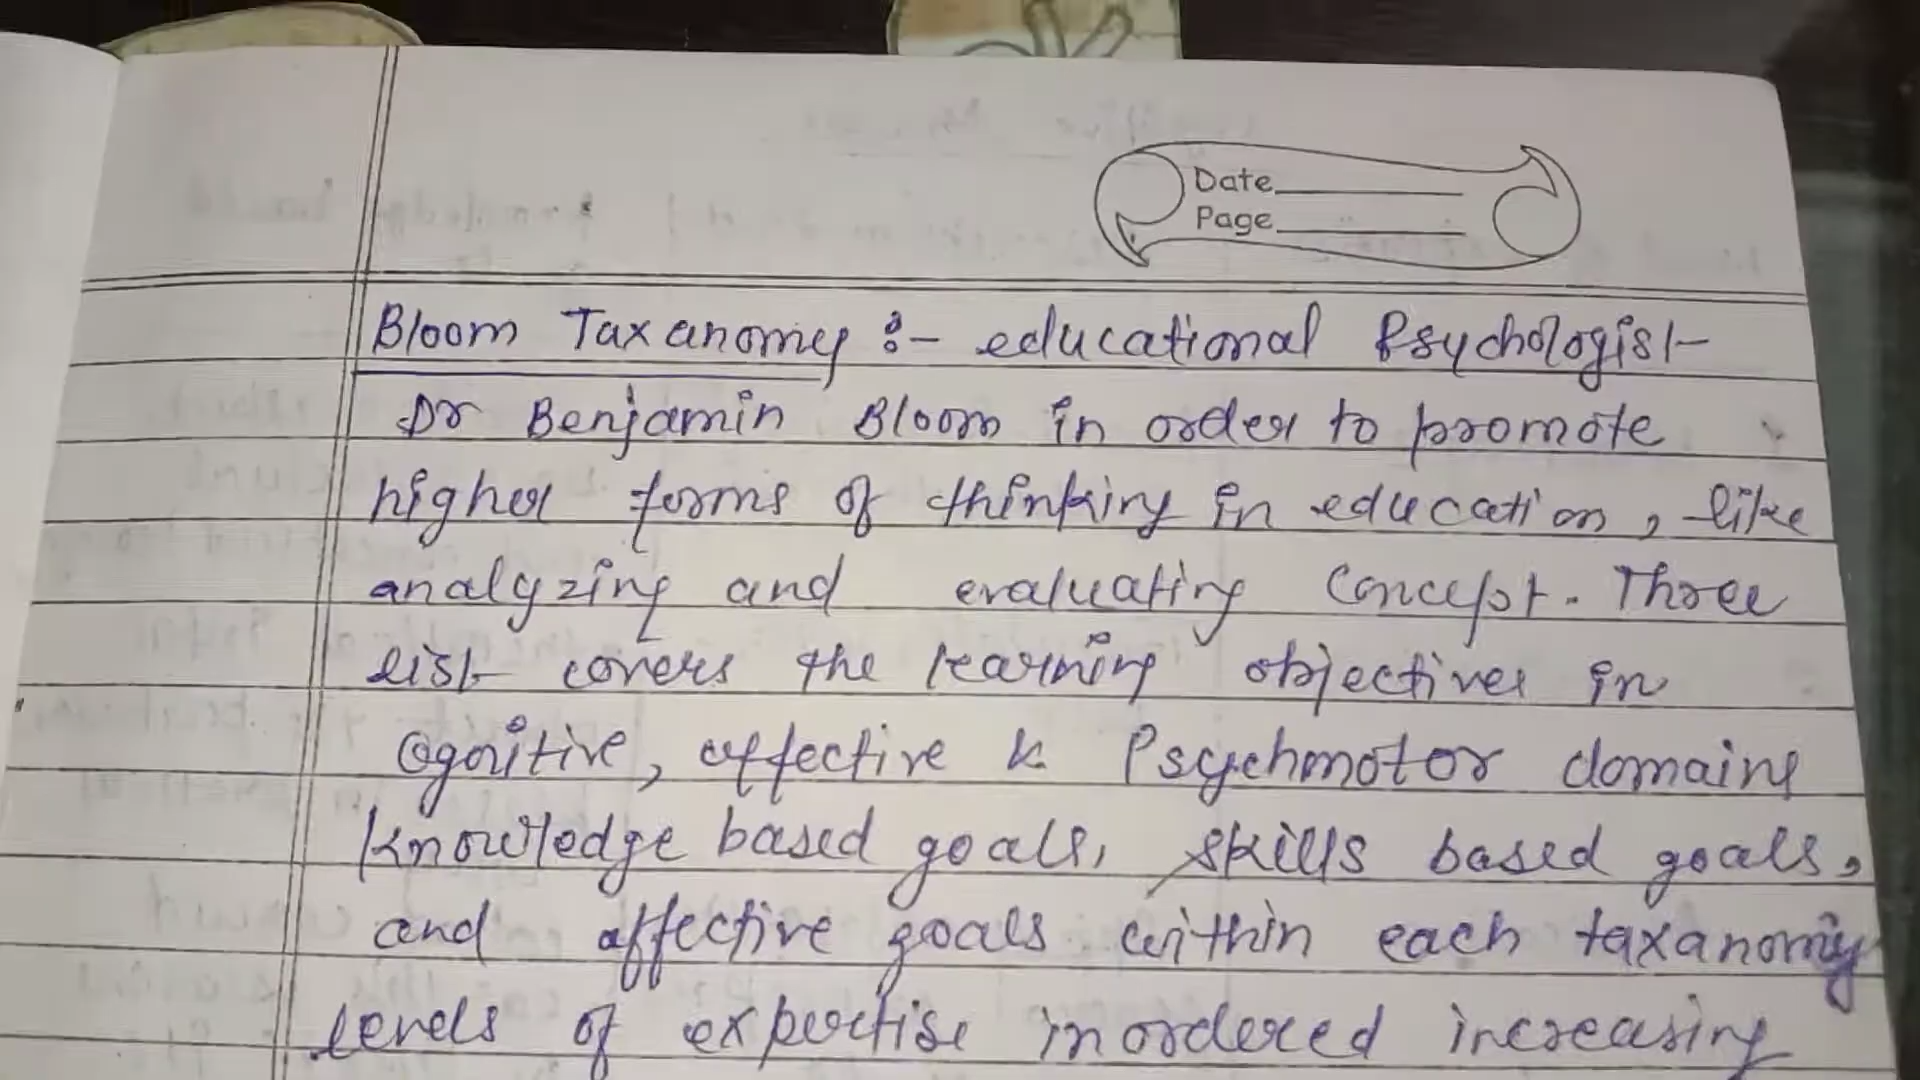 Date
Page
Bloom Taxanomy :- educational Psychologist
Dr Benjamin Bloom in order to promote
higher forms of thinking in education, like
analyzing and evaluating concept. Three
list covers the learning objectives in
Cognitive, affective & Psychmotor domains
knowledge based goals, skills based goals,
and affective goals within each taxanomy
levels of expertise inordered increasing